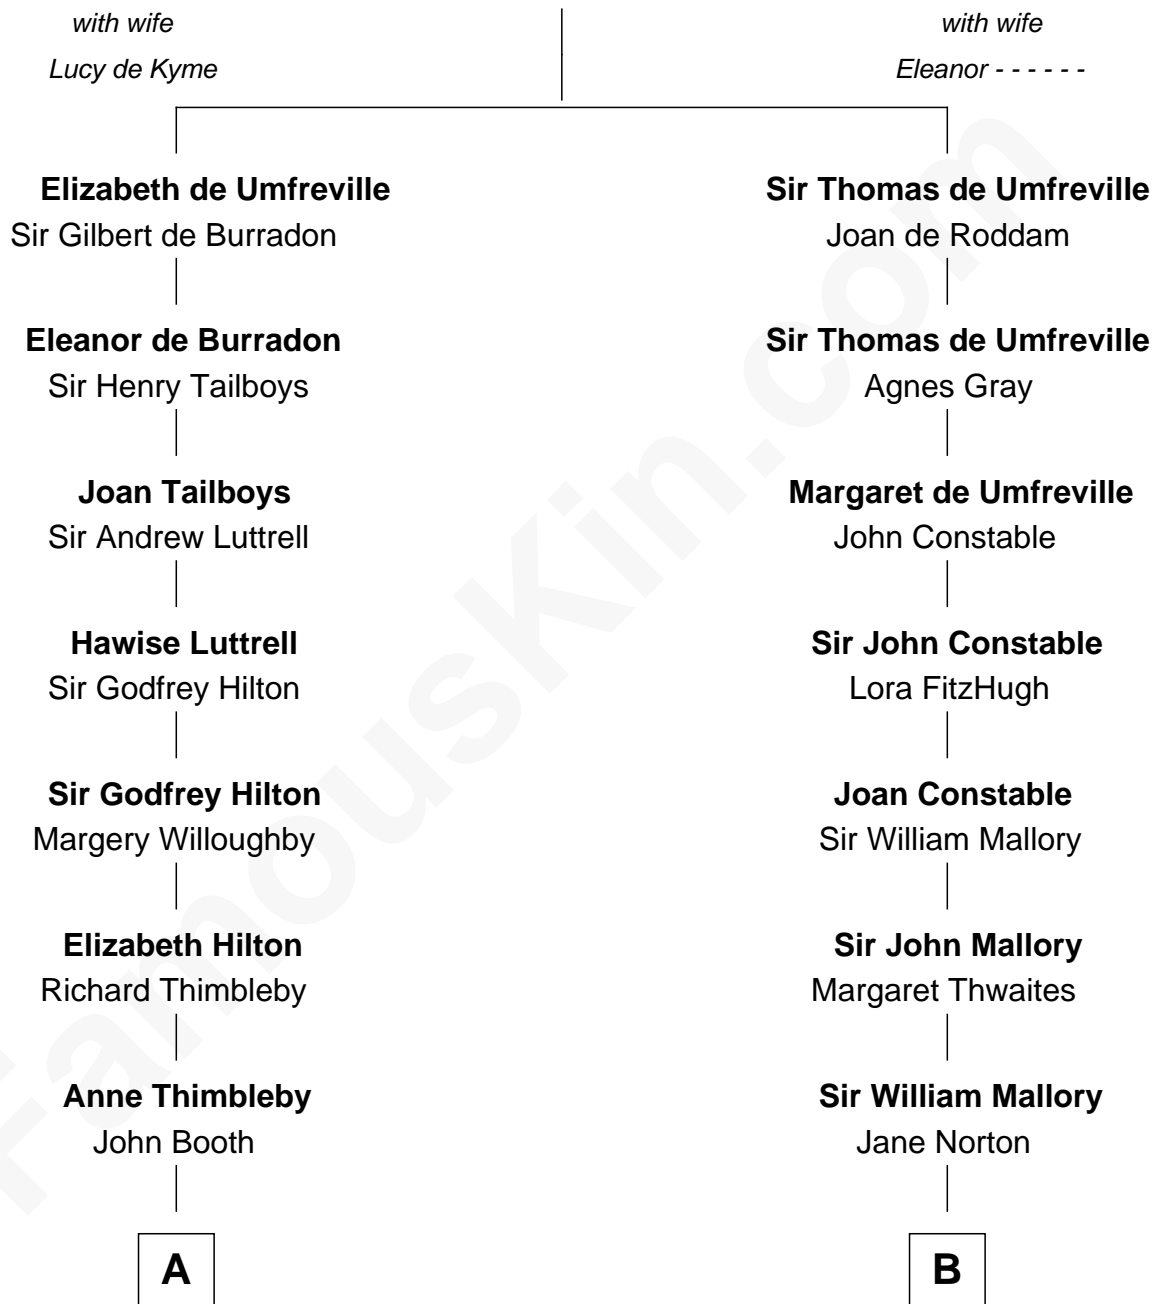 with wife
Lucy de Kyme
with wife
Eleanor - - - - - -
Elizabeth de Umfreville
Sir Gilbert de Burradon
Sir Thomas de Umfreville
Joan de Roddam
Eleanor de Burradon
Sir Henry Tailboys
Sir Thomas de Umfreville
Agnes Gray
Joan Tailboys
Sir Andrew Luttrell
Margaret de Umfreville
John Constable
Hawise Luttrell
Sir Godfrey Hilton
Sir John Constable
Lora FitzHugh
Sir Godfrey Hilton
Margery Willoughby
Joan Constable
Sir William Mallory
Elizabeth Hilton
Richard Thimbleby
Sir John Mallory
Margaret Thwaites
Anne Thimbleby
John Booth
Sir William Mallory
Jane Norton
A
B
FamousKin.com